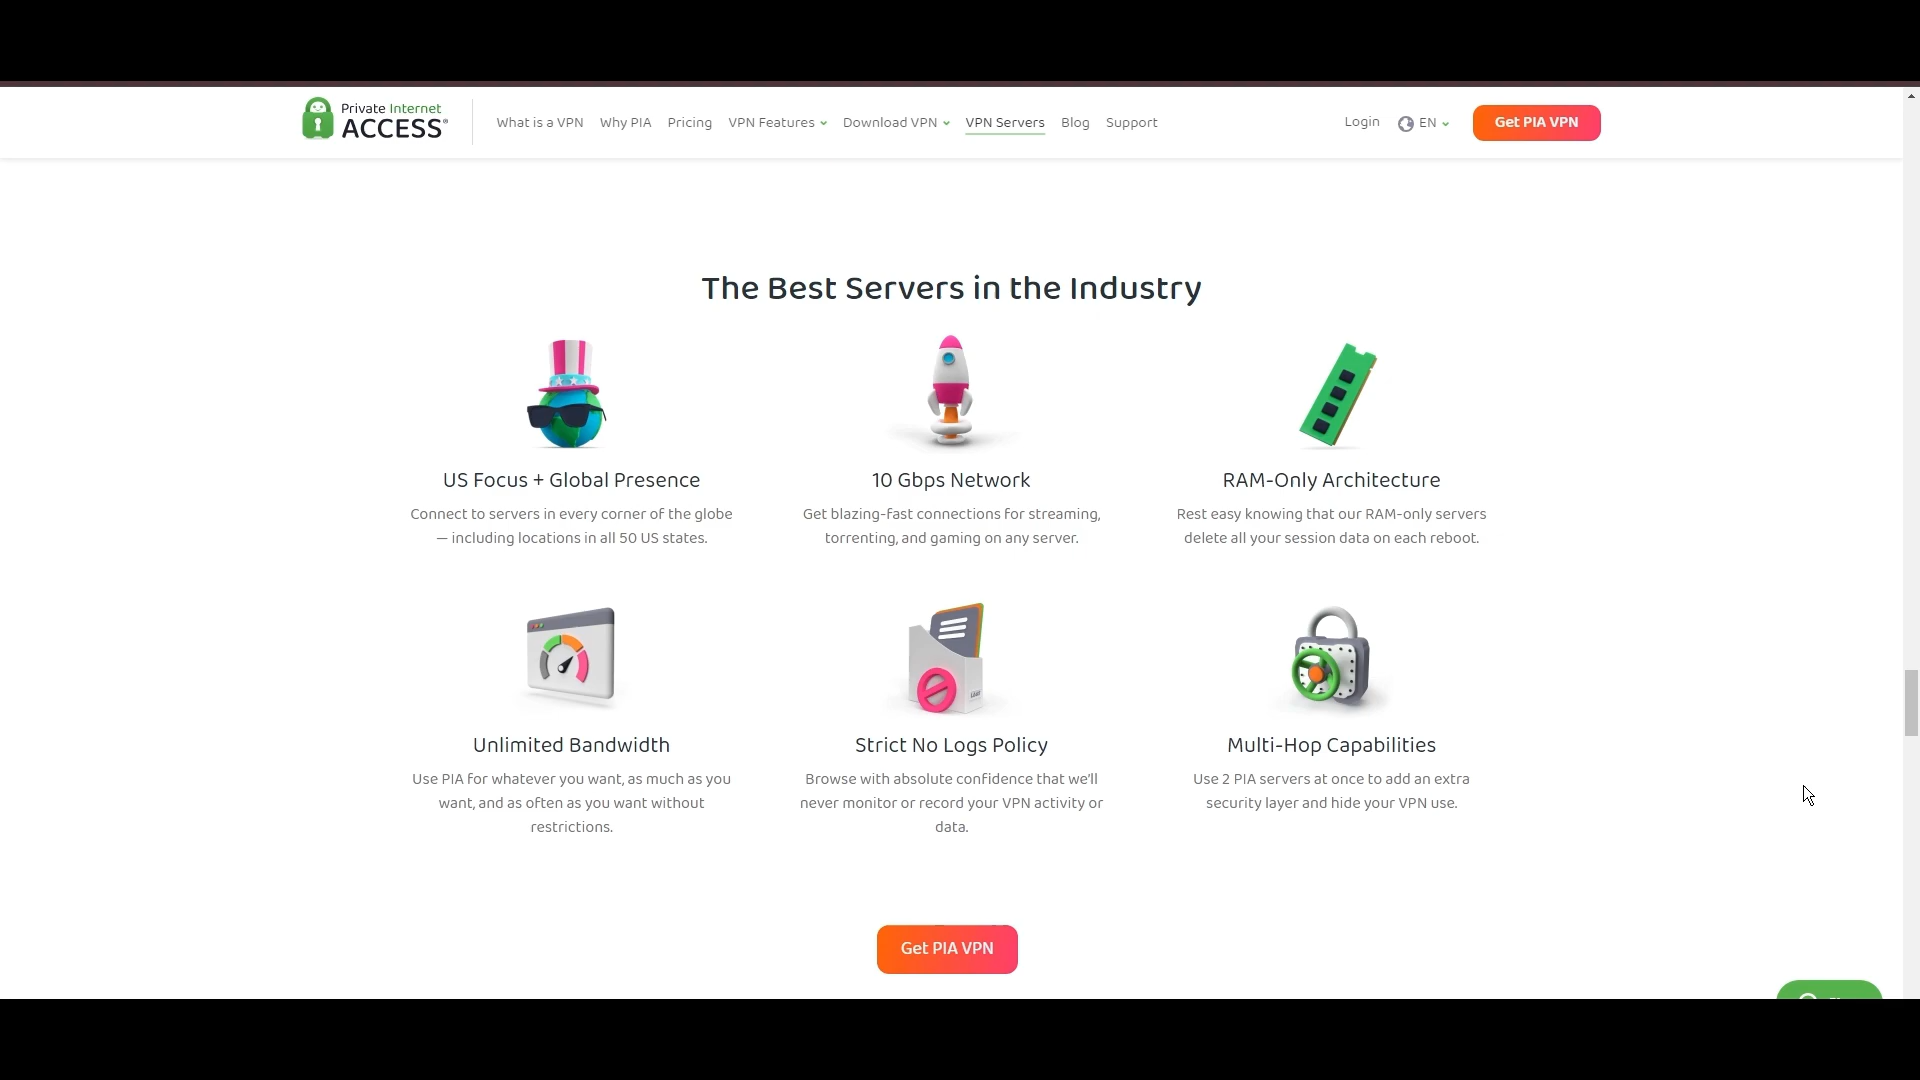 Private Internet
ACCESS®
What is a VPN
Why PIA
Pricing
VPN Features
Download VPN
VPN Servers
Blog
Support
Login
EN
Get PIA VPN
The Best Servers in the Industry
US Focus + Global Presence
Connect to servers in every corner of the globe
— including locations in all 50 US states.
10 Gbps Network
Get blazing-fast connections for streaming,
torrenting, and gaming on any server.
RAM-Only Architecture
Rest easy knowing that our RAM-only servers
delete all your session data on each reboot.
Unlimited Bandwidth
Use PIA for whatever you want, as much as you
want, and as often as you want without
restrictions.
Strict No Logs Policy
Browse with absolute confidence that we'll
never monitor or record your VPN activity or
data.
Multi-Hop Capabilities
Use 2 PIA servers at once to add an extra
security layer and hide your VPN use.
Get PIA VPN